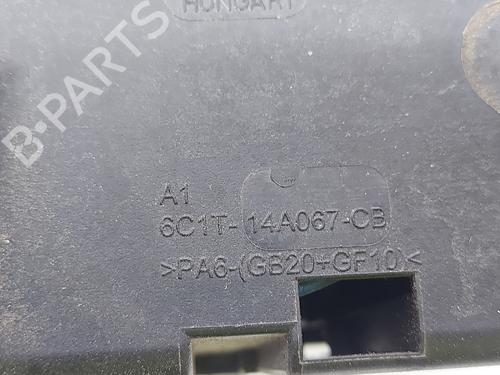 HUNGARY
B-PARTS
A1
6C1T-14A067-CB
>PA6-(GB20+GF10)<